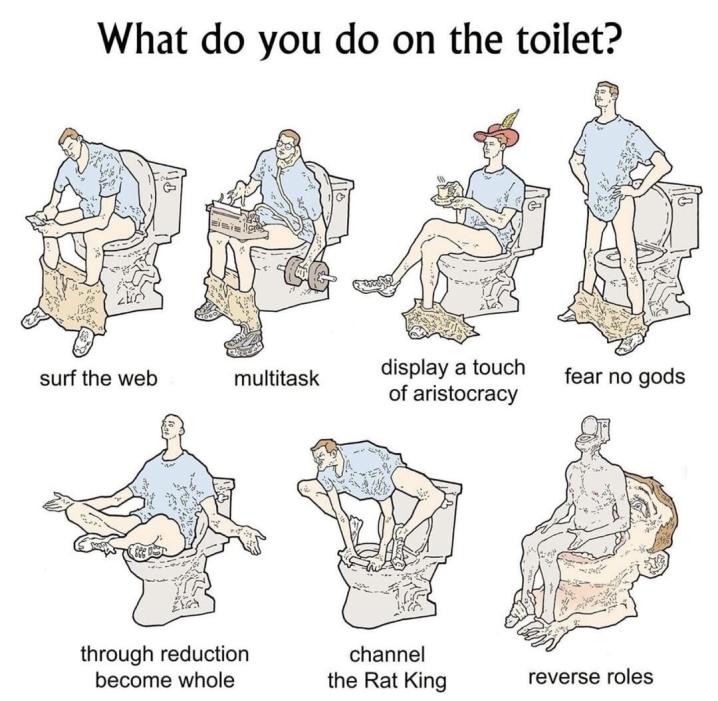 What do you do on the toilet?
surf the web
multitask
display a touch
of aristocracy
fear no gods
through reduction
become whole
channel
the Rat King
reverse roles